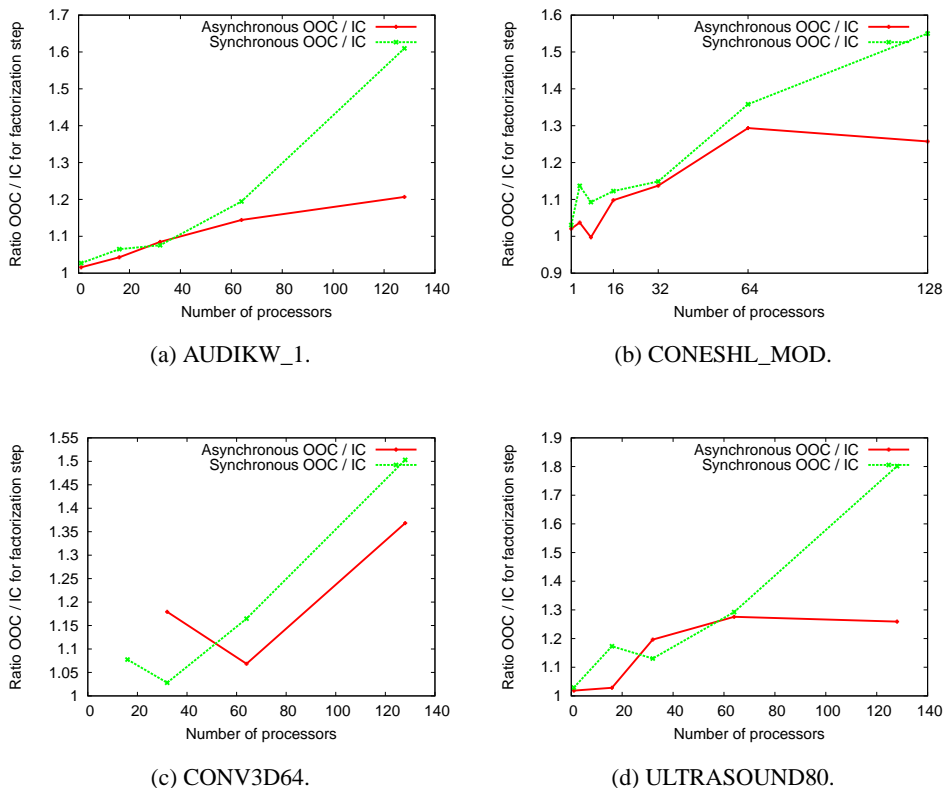 1.7
1.6
1.5
1.4
1.3
1.2
1.1
1
Ratio OOC / IC for factorization step
Asynchronous OOC / IC
Synchronous OOC / IC
0 20 40 60 80 100 120 140
Number of processors
(a) AUDIKW_1.
1.6
1.5
1.4
1.3
1.2
1.1
1
0.9
Ratio OOC / IC for factorization step
Asynchronous OOC / IC
Synchronous OOC / IC
1 16 32 64 128
Number of processors
(b) CONESHL_MOD.
1.55
1.5
1.45
1.4
1.35
1.3
1.25
1.2
1.15
1.1
1.05
1
Ratio OOC / IC for factorization step
Asynchronous OOC / IC
Synchronous OOC / IC
0 20 40 60 80 100 120 140
Number of processors
(c) CONV3D64.
1.9
1.8
1.7
1.6
1.5
1.4
1.3
1.2
1.1
1
Ratio OOC / IC for factorization step
Asynchronous OOC / IC
Synchronous OOC / IC
0 20 40 60 80 100 120 140
Number of processors
(d) ULTRASOUND80.